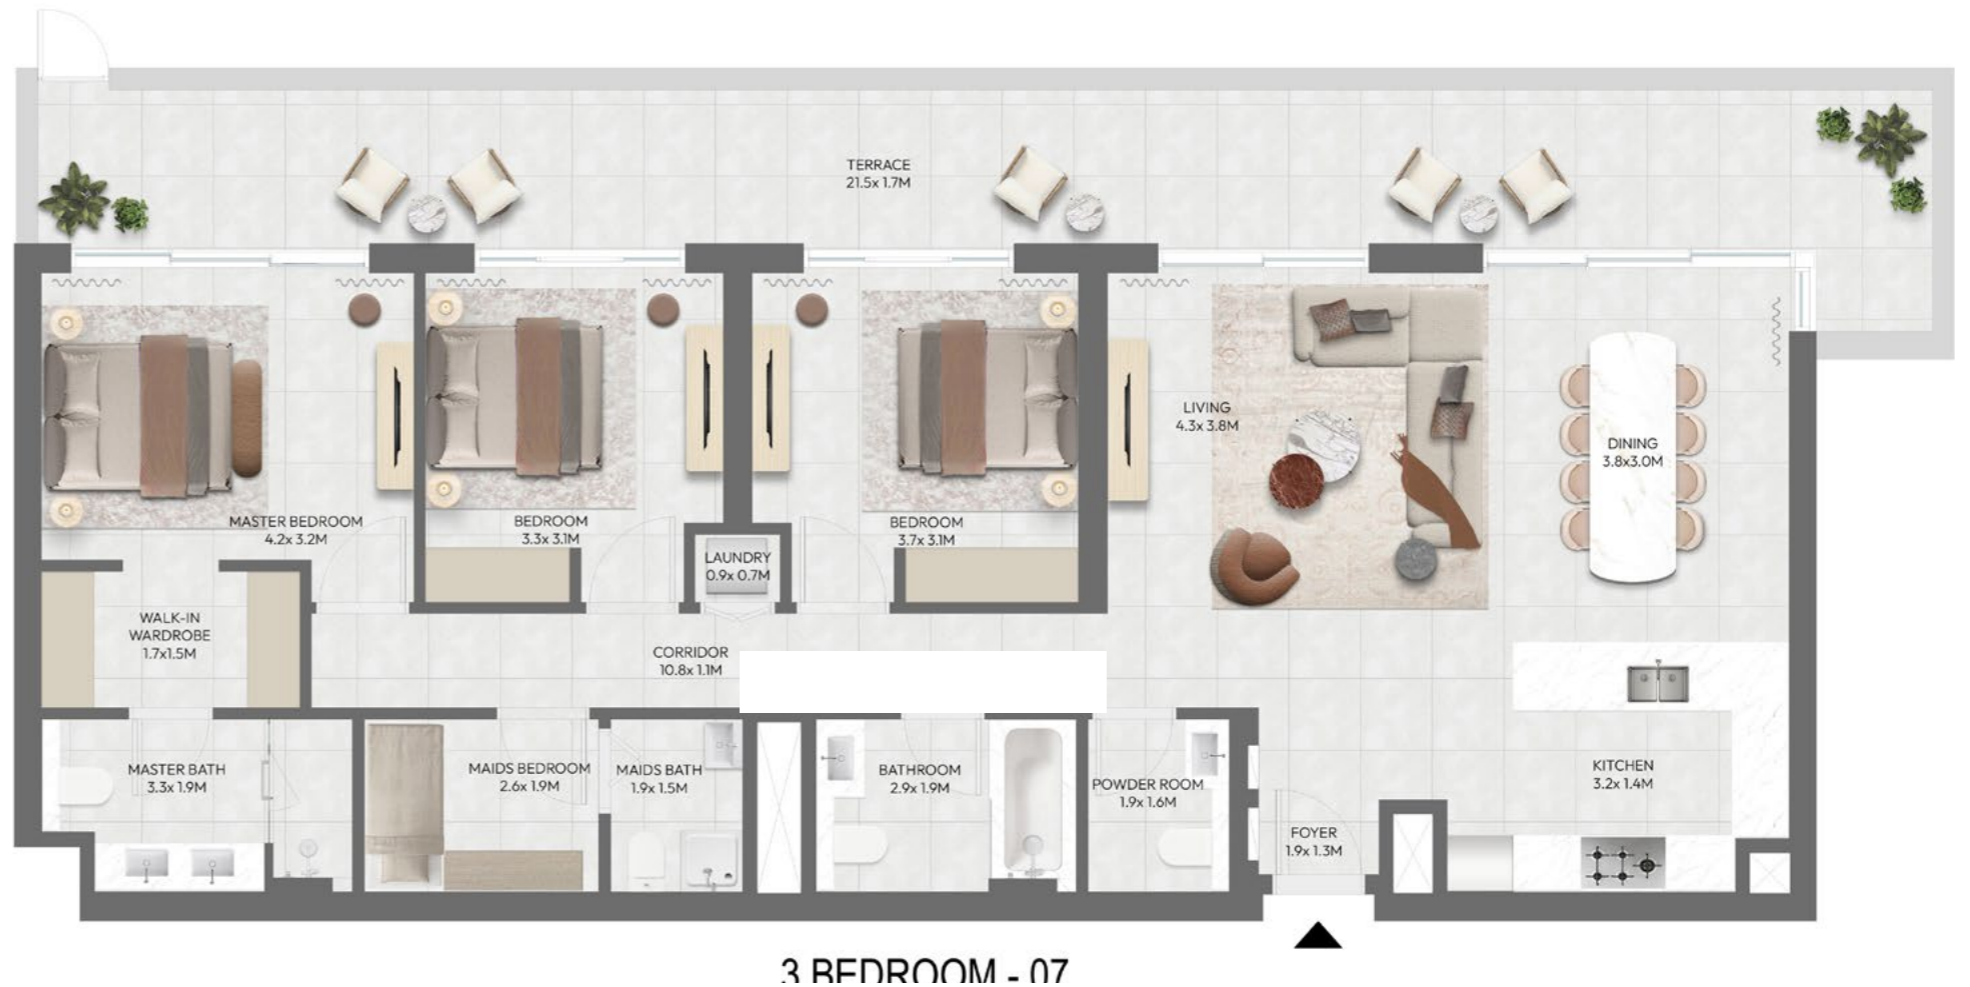 TERRACE
21.5x 1.7M
MASTER BEDROOM
4.2x 3.2M
BEDROOM
3.3x 3.1M
LAUNDRY
0.9x 0.7M
BEDROOM
3.7x 3.1M
LIVING
4.3x 3.8M
DINING
3.8x3.0M
WALK-IN
WARDROBE
1.7x1.5M
CORRIDOR
10.8x 1.1M
MASTER BATH
3.3x 1.9M
MAIDS BEDROOM
2.6x 1.9M
MAIDS BATH
1.9x 1.5M
BATHROOM
2.9x 1.9M
POWDER ROOM
1.9x 1.6M
FOYER
1.9x 1.3M
KITCHEN
3.2x 1.4M
3 BEDROOM - 07